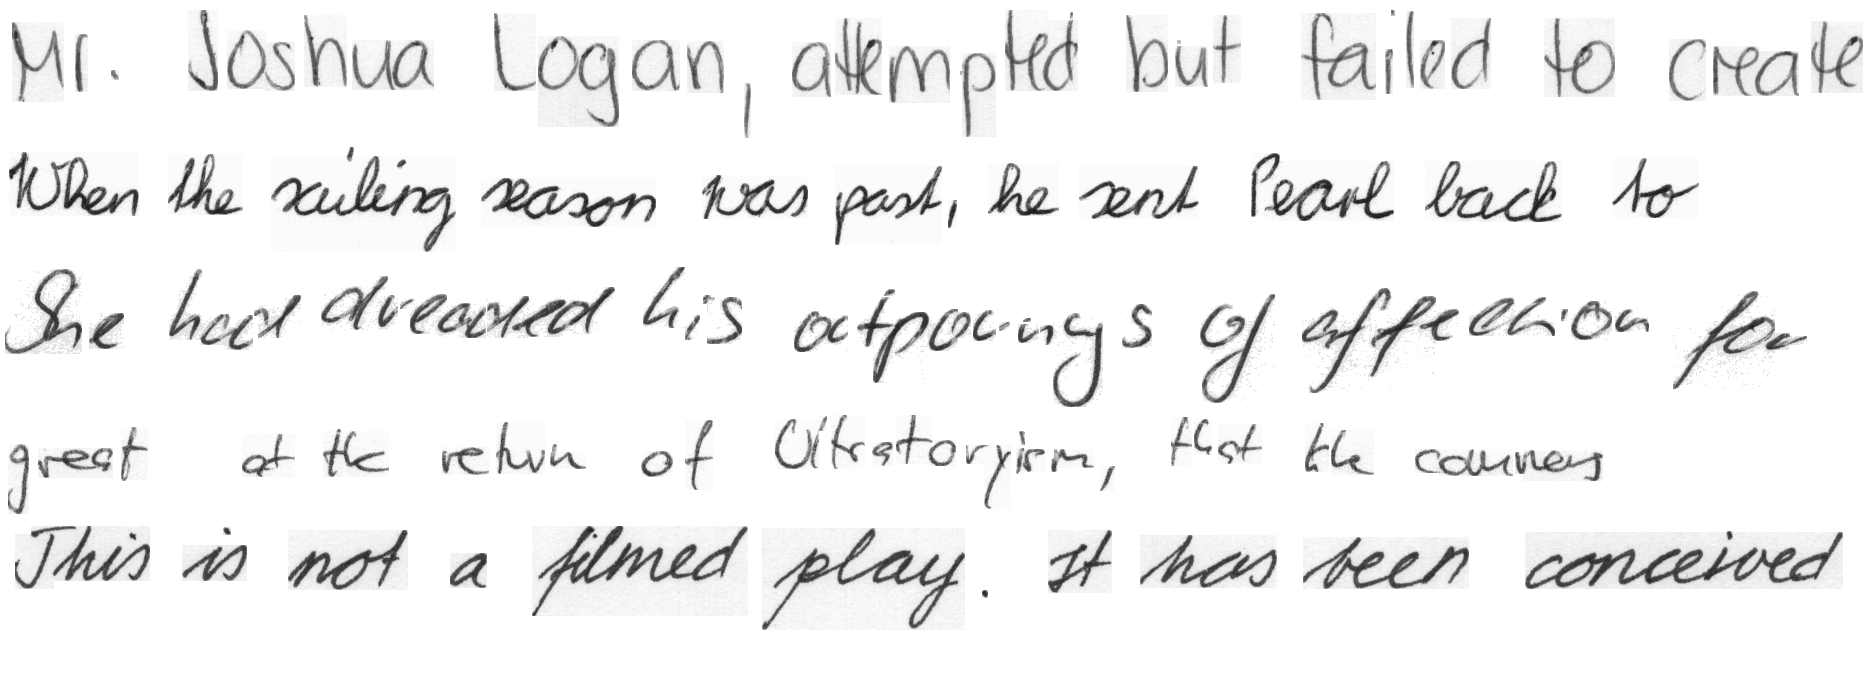 Mr. Joshua Logan, attempted but failed to create
When the sailing season was past, he sent Pearl back to
She had dreaded his outpourings of affection for
great at the return of Ultratoryism, that the
This is not a filmed play. It has been conceived